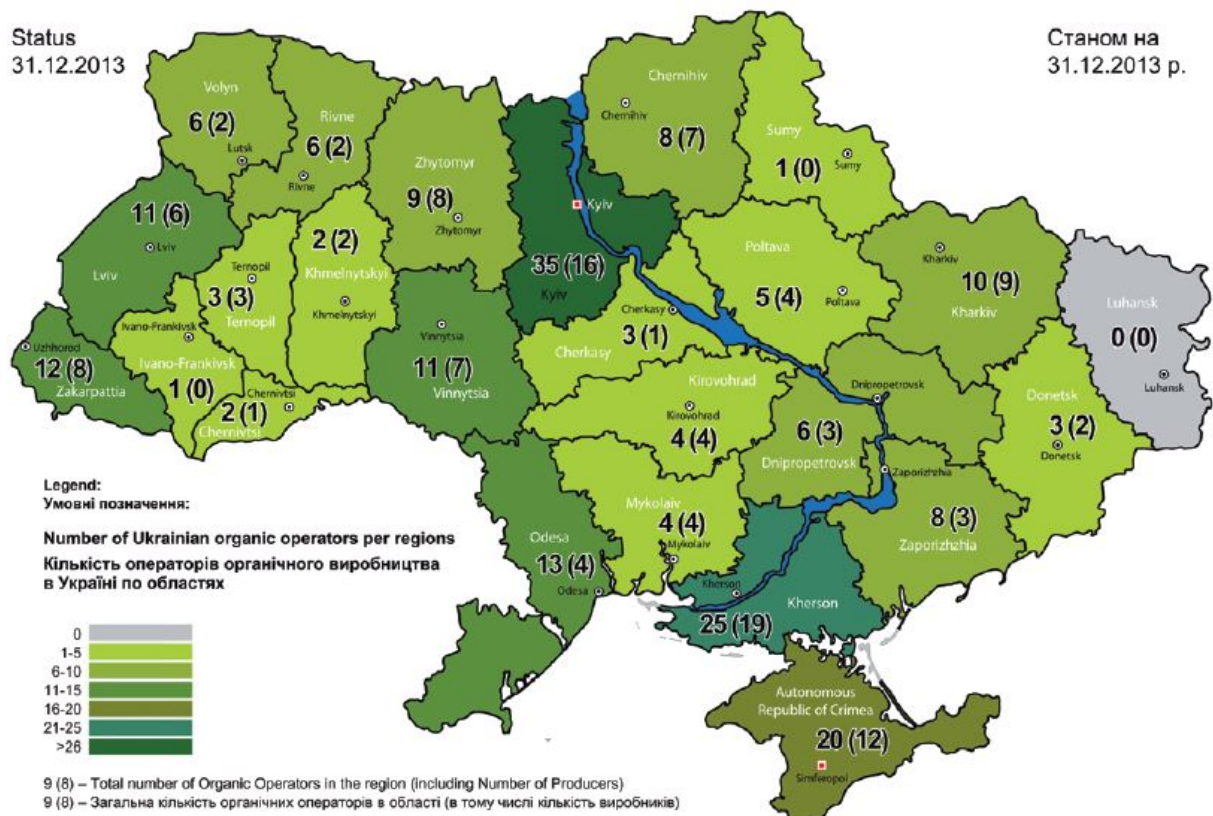 Status
31.12.2013
Станом на
31.12.2013 р.
Volyn
6 (2)
Lutsk
Rivne
6 (2)
Rivne
Zhytomyr
9 (8)
Zhytomyr
Kyiv
35 (16)
Kyiv
Chernihiv
Chernihiv
8 (7)
Sumy
1 (0)
Sumy
11 (6)
Lviv
Lviv
Ternopil
3 (3)
Ternopil
2 (2)
Khmelnytskyi
Khmelnytskyi
Uzhhorod
12 (8)
Zakarpattia
Ivano-Frankivsk
Ivano-Frankivsk
1 (0)
Chernivtsi
2 (1)
Chernivtsi
Vinnytsia
11 (7)
Vinnytsia
Cherkasy
3 (1)
Cherkasy
Poltava
5 (4)
Poltava
Kharkiv
10 (9)
Kharkiv
Luhansk
0 (0)
Luhansk
Kirovohrad
Kirovohrad
4 (4)
Dnipropetrovsk
6 (3)
Dnipropetrovsk
Donetsk
3 (2)
Donetsk
Zaporizhzhia
8 (3)
Zaporizhzhia
Mykolaiv
4 (4)
Mykolaiv
Odesa
13 (4)
Odesa
Kherson
Kherson
25 (19)
Autonomous
Republic of Crimea
20 (12)
Simferopol
Legend:
Умовні позначення:
Number of Ukrainian organic operators per regions
Кількість операторів органічного виробництва
в Україні по областях
0
1-5
6-10
11-15
16-20
21-25
>26
9 (8) – Total number of Organic Operators in the region (including Number of Producers)
9 (8) – Загальна кількість органічних операторів в області (в тому числі кількість виробників)